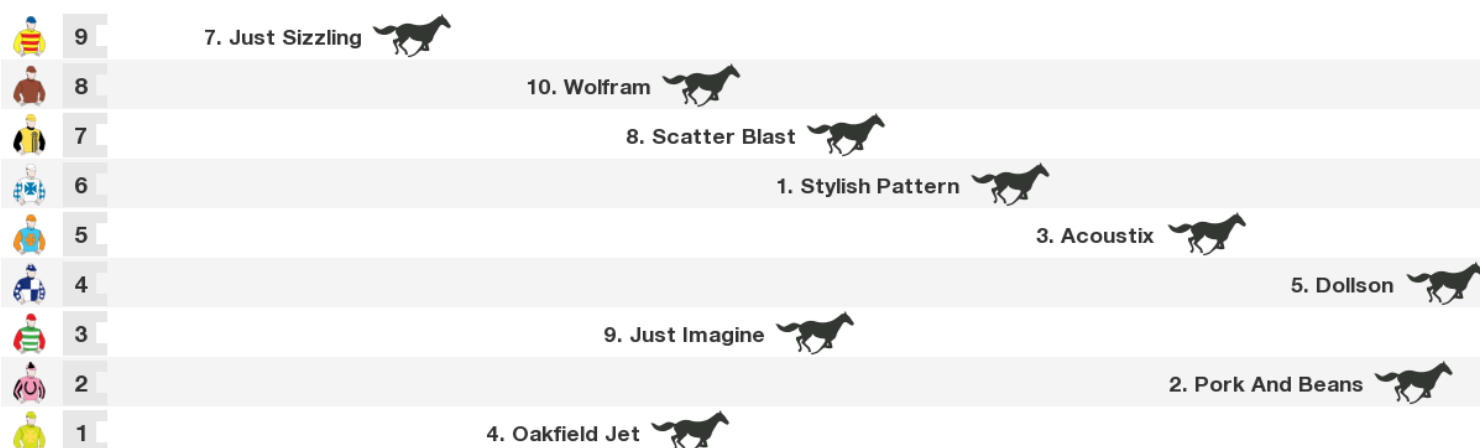 9 7. Just Sizzling
8 10. Wolfram
7 8. Scatter Blast
6 1. Stylish Pattern
5 3. Acoustix
4 5. Dollson
3 9. Just Imagine
2 2. Pork And Beans
1 4. Oakfield Jet